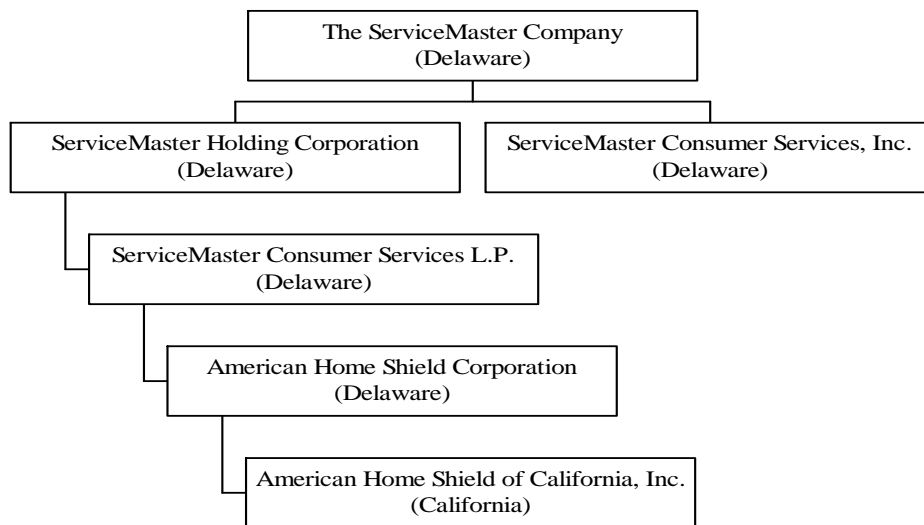 The ServiceMaster Company
(Delaware)
ServiceMaster Holding Corporation
(Delaware)
ServiceMaster Consumer Services, Inc.
(Delaware)
ServiceMaster Consumer Services L.P.
(Delaware)
American Home Shield Corporation
(Delaware)
American Home Shield of California, Inc.
(California)